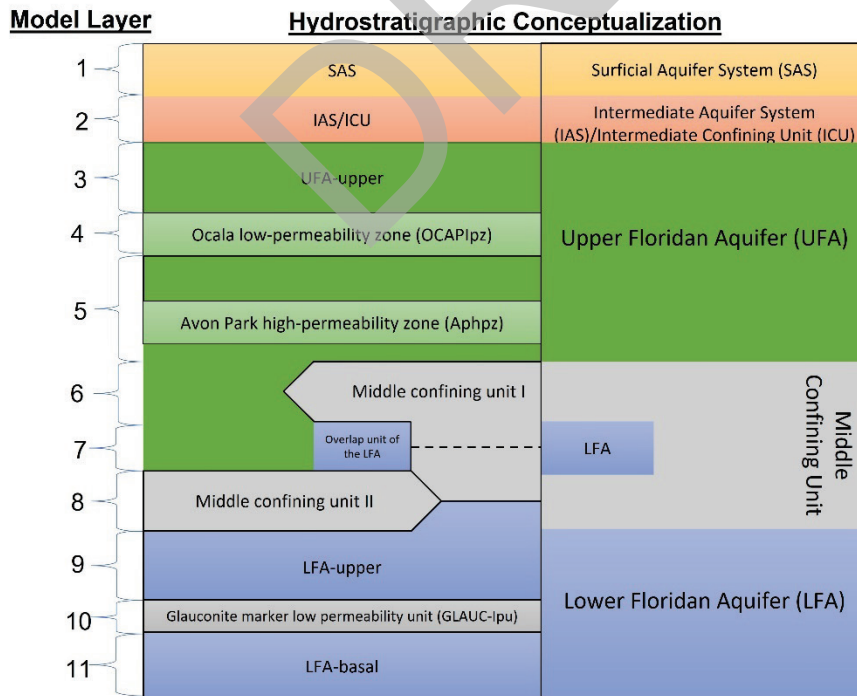 Model Layer
Hydrostratigraphic Conceptualization
1
SAS
Surficial Aquifer System (SAS)
2
IAS/ICU
Intermediate Aquifer System
(IAS)/Intermediate Confining Unit (ICU)
3
UFA-upper
Upper Floridan Aquifer (UFA)
4
Ocala low-permeability zone (OCAPlpz)
5
Avon Park high-permeability zone (Aphpz)
6
Middle confining unit I
Middle
Confining Unit
7
Overlap unit of
the LFA
LFA
8
Middle confining unit II
9
LFA-upper
Lower Floridan Aquifer (LFA)
10
Glauconite marker low permeability unit (GLAUC-lpu)
11
LFA-basal